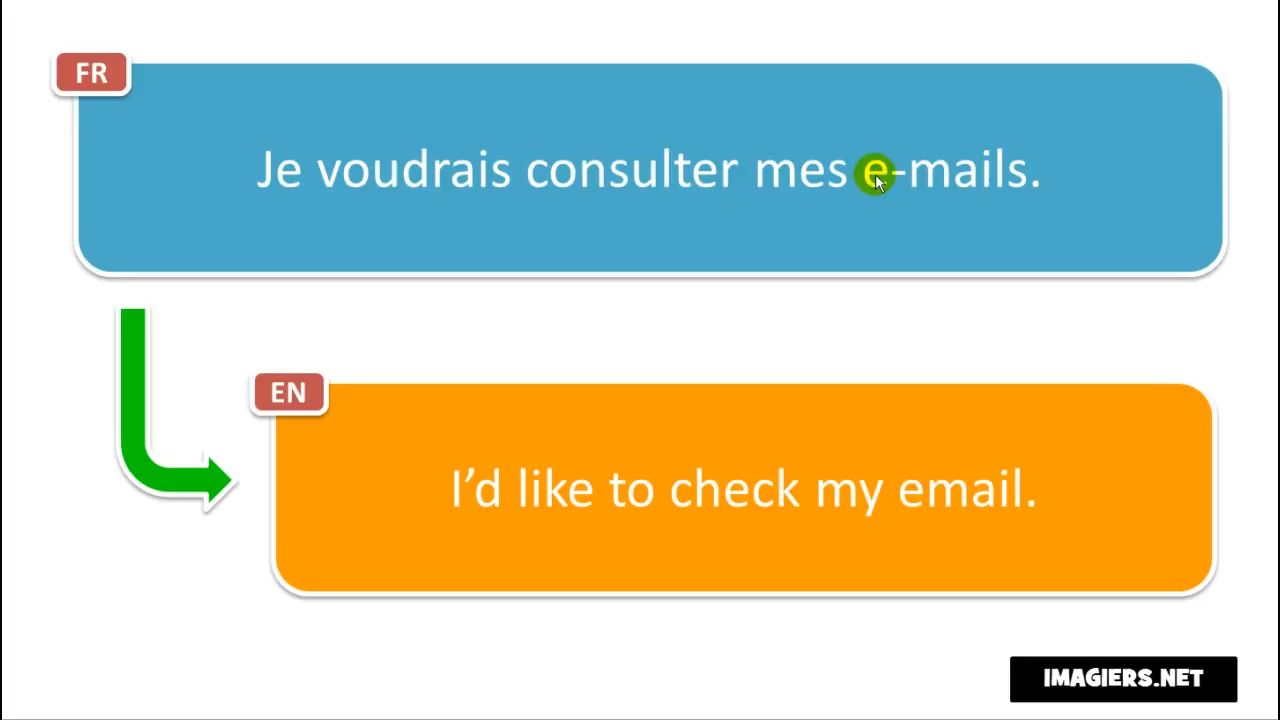 FR
Je voudrais consulter mes e-mails.
EN
I’d like to check my email.
IMAGIERS.NET